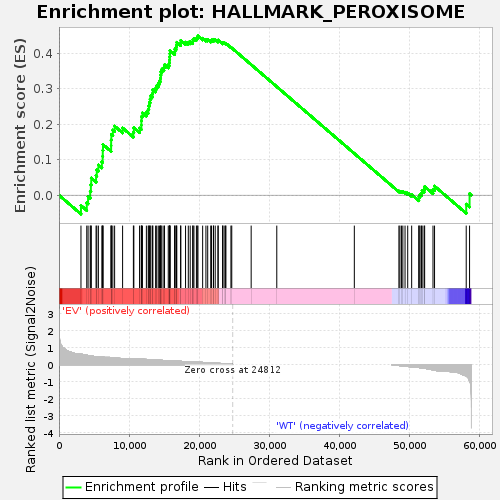 Enrichment plot: HALLMARK_PEROXISOME
Enrichment score (ES)
0.4
0.3
0.2
0.1
0.0
Ranked list metric (Signal2Noise)
'EV' (positively correlated)
3
2
1
0
-1
-2
-3
-4
Zero cross at 24812
'WT' (negatively correlated)
0
10,000
20,000
30,000
40,000
50,000
60,000
Rank in Ordered Dataset
Enrichment profile
Hits
Ranking metric scores